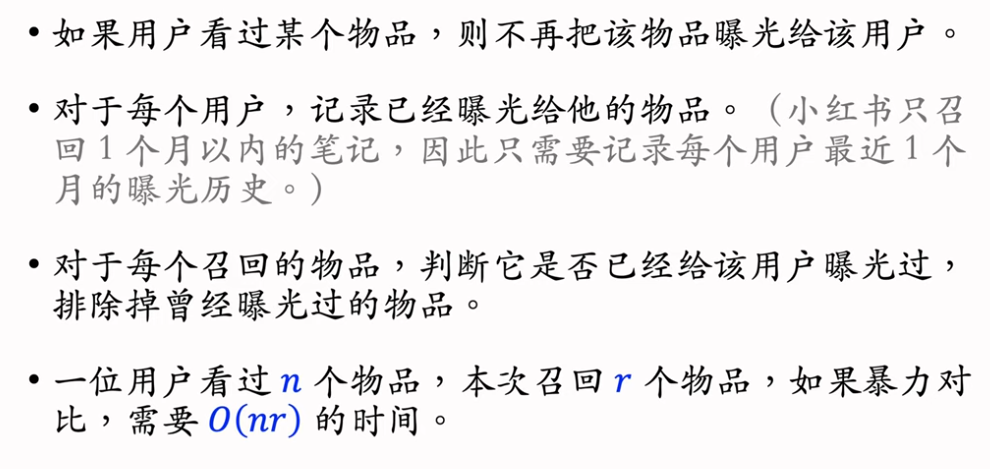 • 如果用户看过某个物品，则不再把该物品曝光给该用户。
• 对于每个用户，记录已经曝光给他的物品。（小红书只召
回 1 个月以内的笔记，因此只需要记录每个用户最近 1 个
月的曝光历史。）
• 对于每个召回的物品，判断它是否已经给该用户曝光过，
排除掉曾经曝光过的物品。
• 一位用户看过 n 个物品，本次召回 r 个物品，如果暴力对
比，需要 O(nr) 的时间。